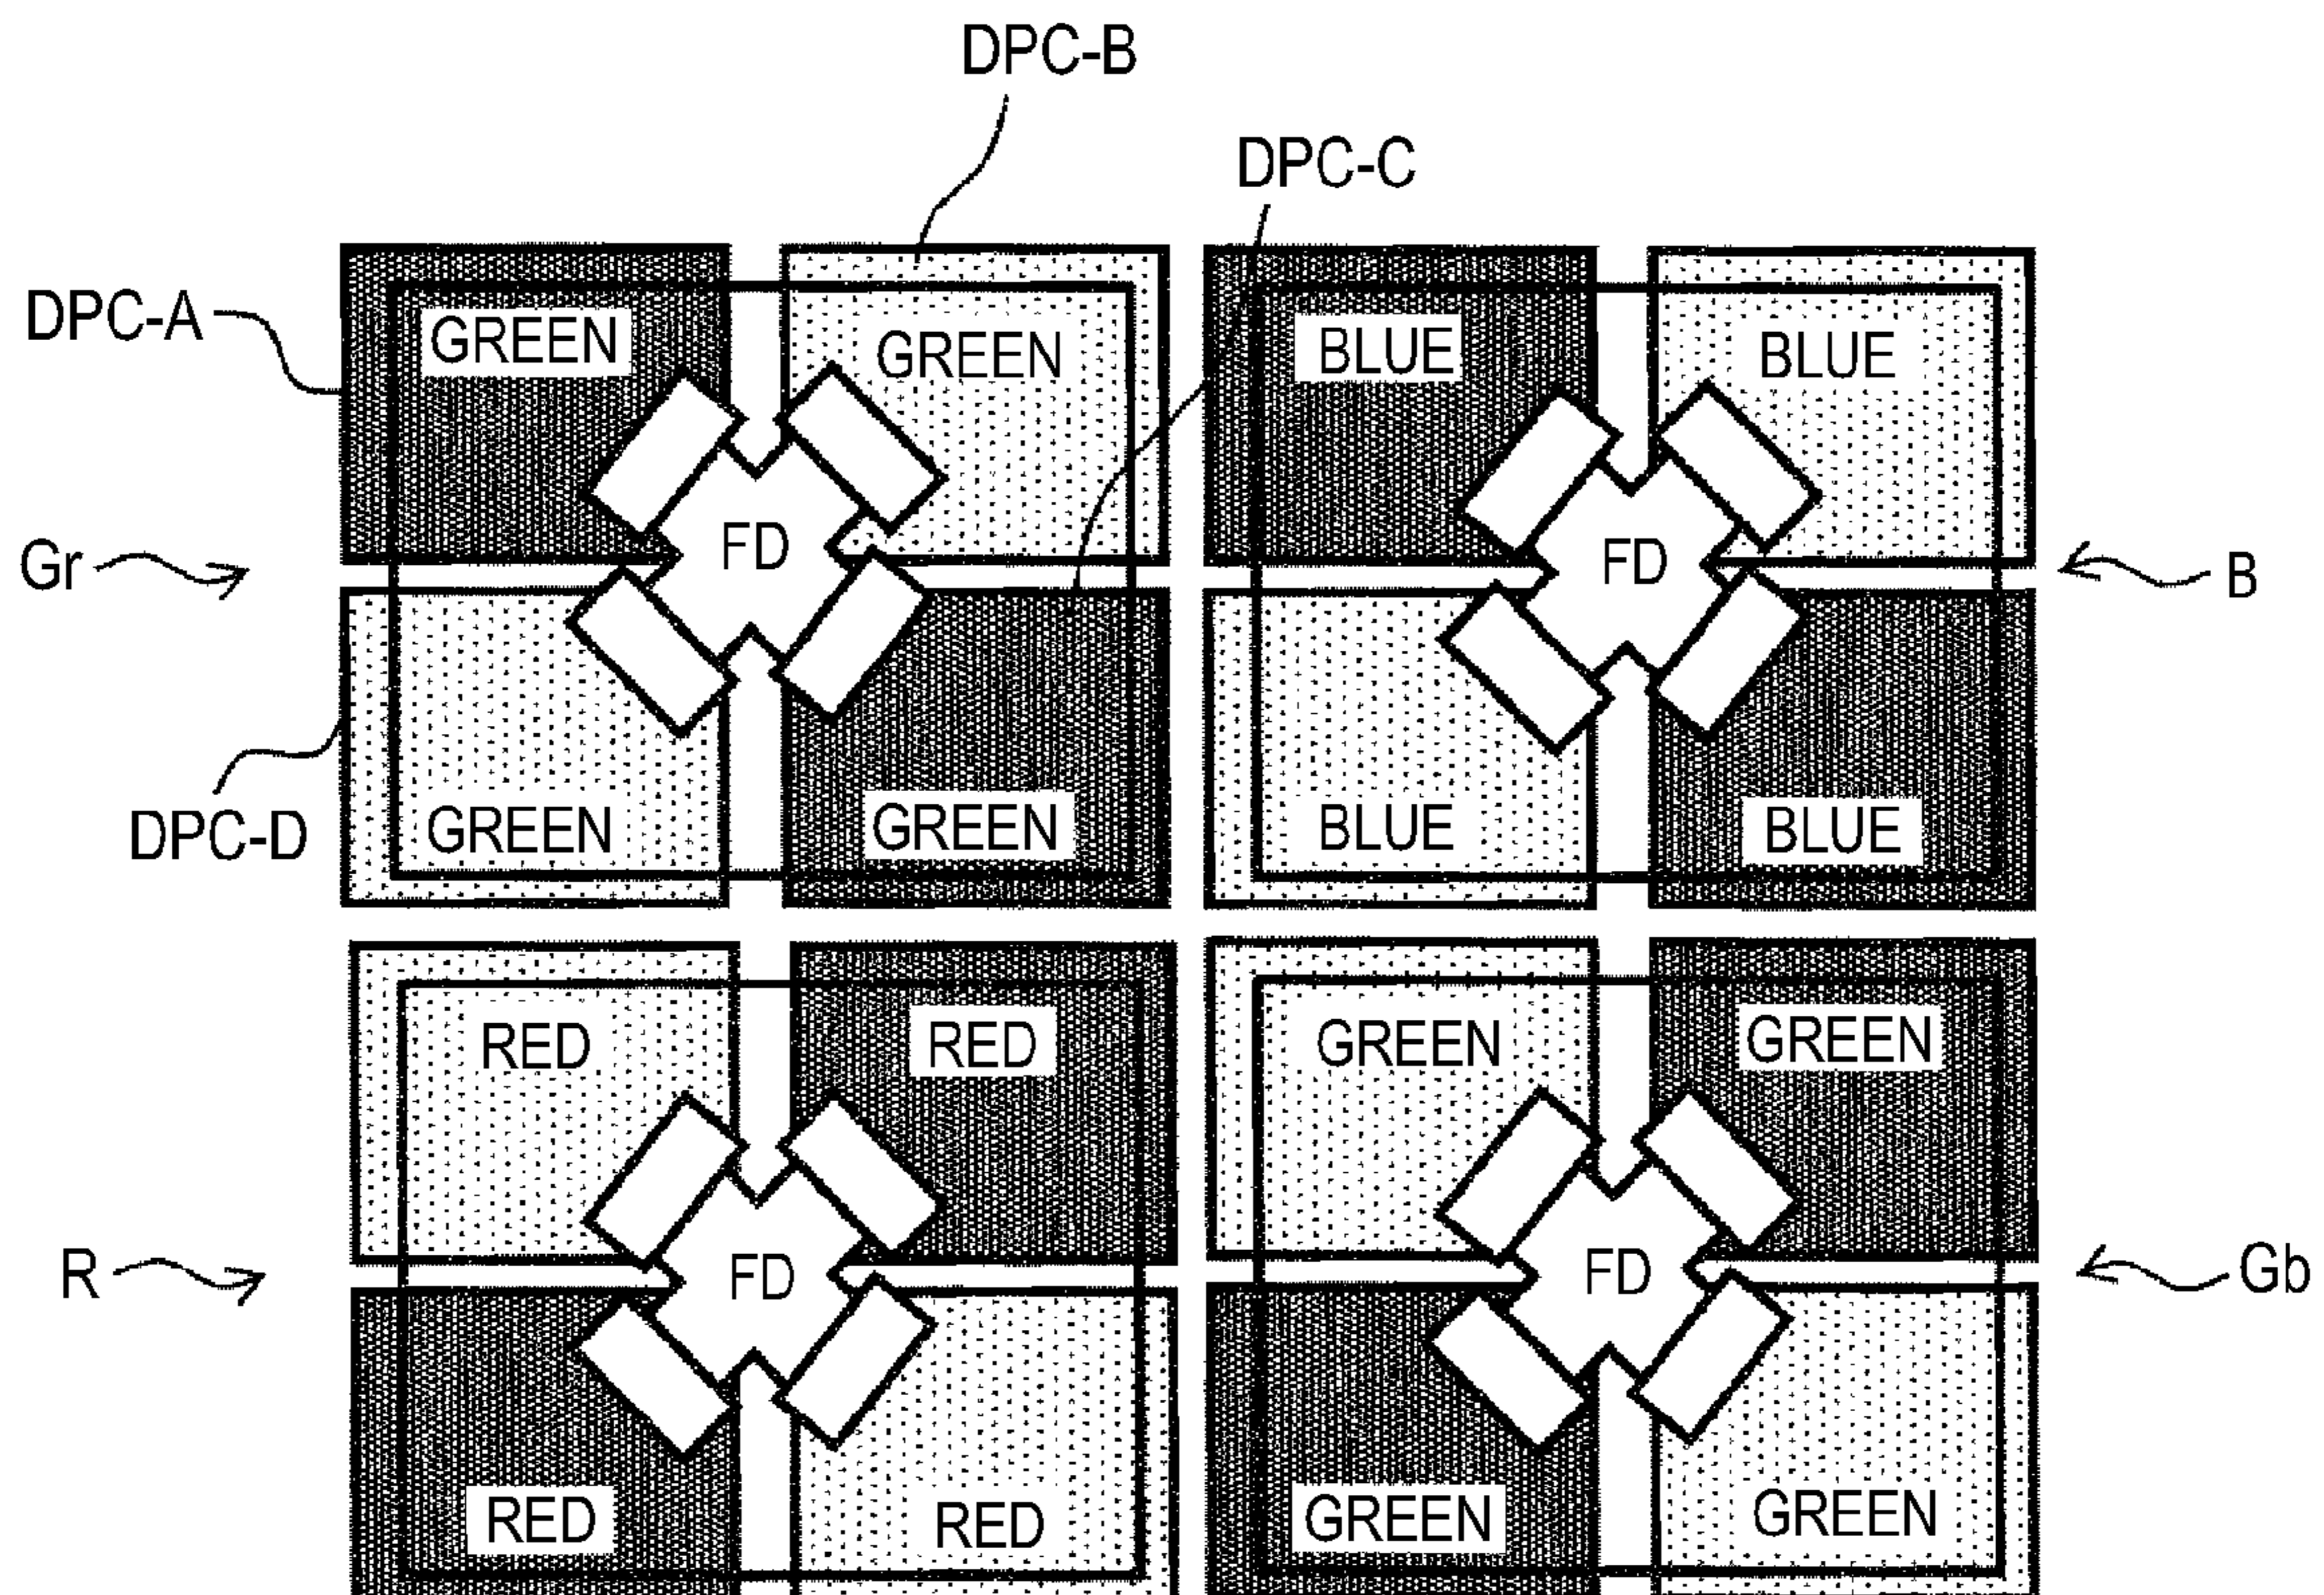 DPC-B
DPC-C
DPC-A
GREEN
GREEN
BLUE
BLUE
FD
FD
Gr
B
DPC-D
GREEN
GREEN
BLUE
BLUE
RED
RED
GREEN
GREEN
FD
FD
R
Gb
RED
RED
GREEN
GREEN